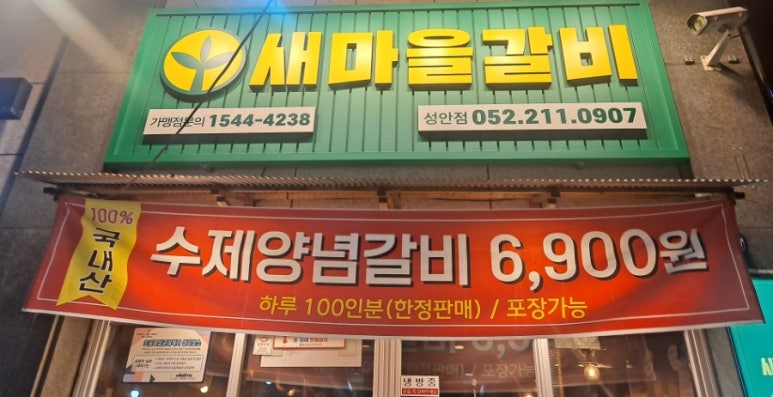 새마을갈비
가맹점문의 1544-4238
성안점 052.211.0907
100%
국내산
수제양념갈비 6,900원
하루 100인분(한정판매) / 포장가능
냉방중